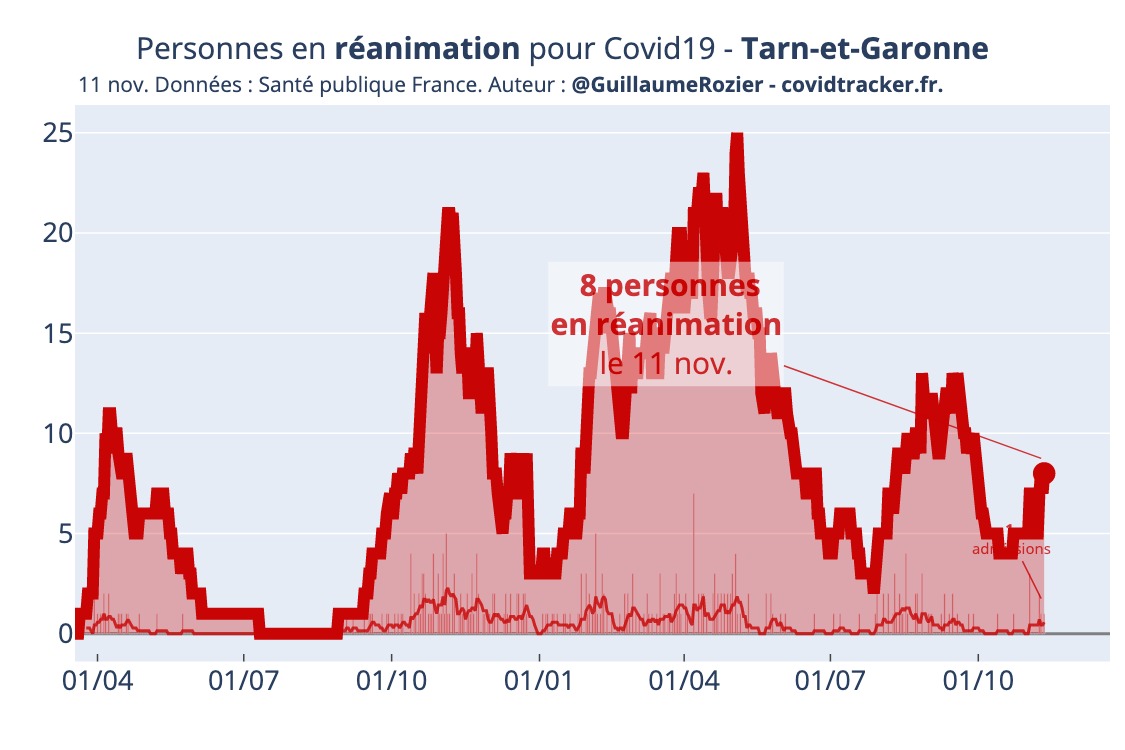 Personnes en réanimation pour Covid19 - Tarn-et-Garonne
11 nov. Données : Santé publique France. Auteur : @GuillaumeRozier - covidtracker.fr.
25
20
15
10
5
0
8 personnes
en réanimation
le 11 nov.
admissions
01/04
01/07
01/10
01/01
01/04
01/07
01/10